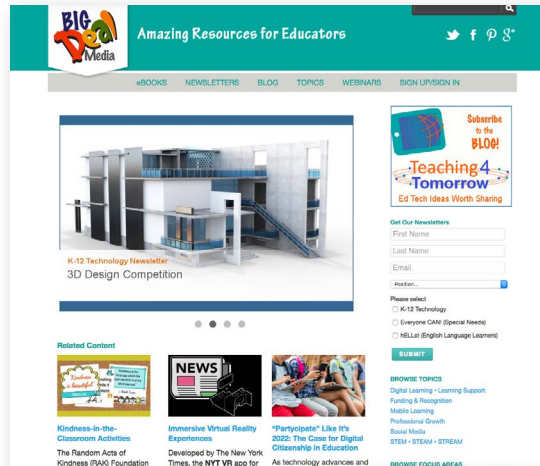 BIG
Deal
Media
Amazing Resources for Educators
eBOOKS NEWSLETTERS BLOG TOPICS WEBINARS SIGN UP/SIGN IN
K-12 Technology Newsletter
3D Design Competition
Subscribe
to the
BLOG!
Teaching4
Tomorrow
Ed Tech Ideas Worth Sharing
Get Our Newsletters
First Name
Last Name
Email
Position...
Please select
K-12 Technology
Everyone CAN! (Special Needs)
hELLo! (English Language Learners)
SUBMIT
Related Content
Kindness
is beautiful
NEWS
Kindness-in-the-
Classroom Activities
The Random Acts of
Kindness (RAK) Foundation
Immersive Virtual Reality
Experiences
Developed by The New York
Times, the NYT VR app for
"Partycipate" Like It's
2022: The Case for Digital
Citizenship in Education
As technology advances and
BROWSE TOPICS
Digital Learning • Learning Support
Funding & Recognition
Mobile Learning
Professional Growth
Social Media
STEM • STEAM • STREAM
BROWSE FOCUS AREAS